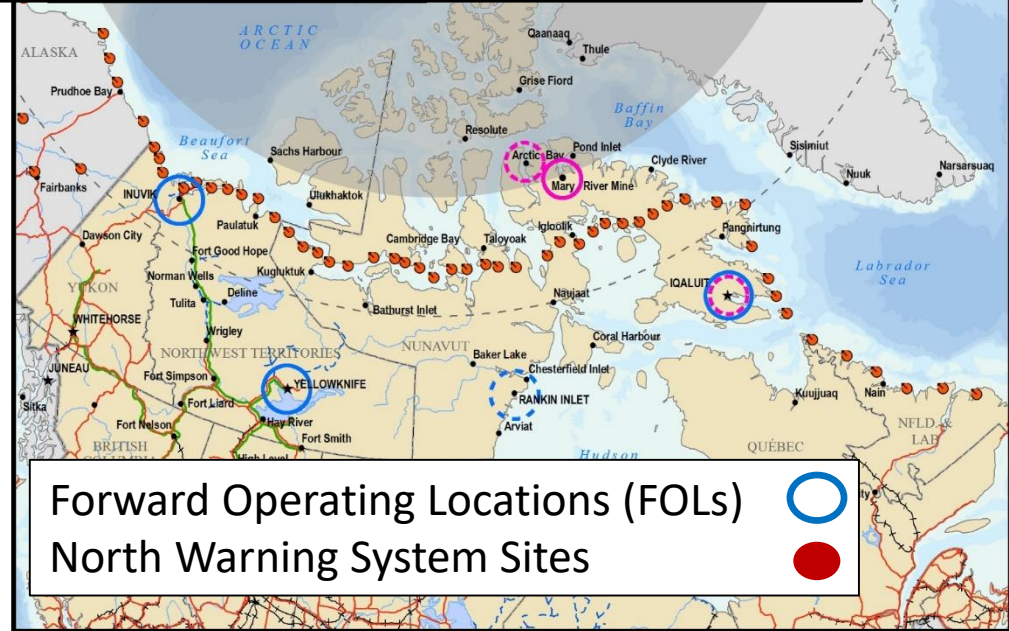 ALASKA
ARCTIC
OCEAN
Qaanaaq
Thule
Prudhoe Bay
Grise Fiord
Baffin
Bay
Beaufort
Sea
Sachs Harbour
Resolute
Arctic Bay
Pond Inlet
Clyde River
Sisimiut
Nuuk
Narsarsuaq
Fairbanks
INUVIK
Mary River Mine
Ulukhaktok
Paulatuk
Dawson City
Fort Good Hope
Cambridge Bay
Taloyoak
Igloolik
Pangnirtung
Labrador
Sea
Norman Wells
Kugluktuk
YUKON
Tulita
Deline
Bathurst Inlet
Naujaat
IQALUIT
WHITEHORSE
Wrigley
NUNAVUT
Coral Harbour
NORTHWEST TERRITORIES
Baker Lake
Chesterfield Inlet
JUNEAU
Fort Simpson
YELLOWKNIFE
RANKIN INLET
Kuujjuaq
Nain
Sitka
Fort Liard
Arviat
Fort Nelson
Hay River
Fort Smith
NFLD. &
LAB
BRITISH
QUÉBEC
Hudson
High Level
Forward Operating Locations (FOLs)
North Warning System Sites